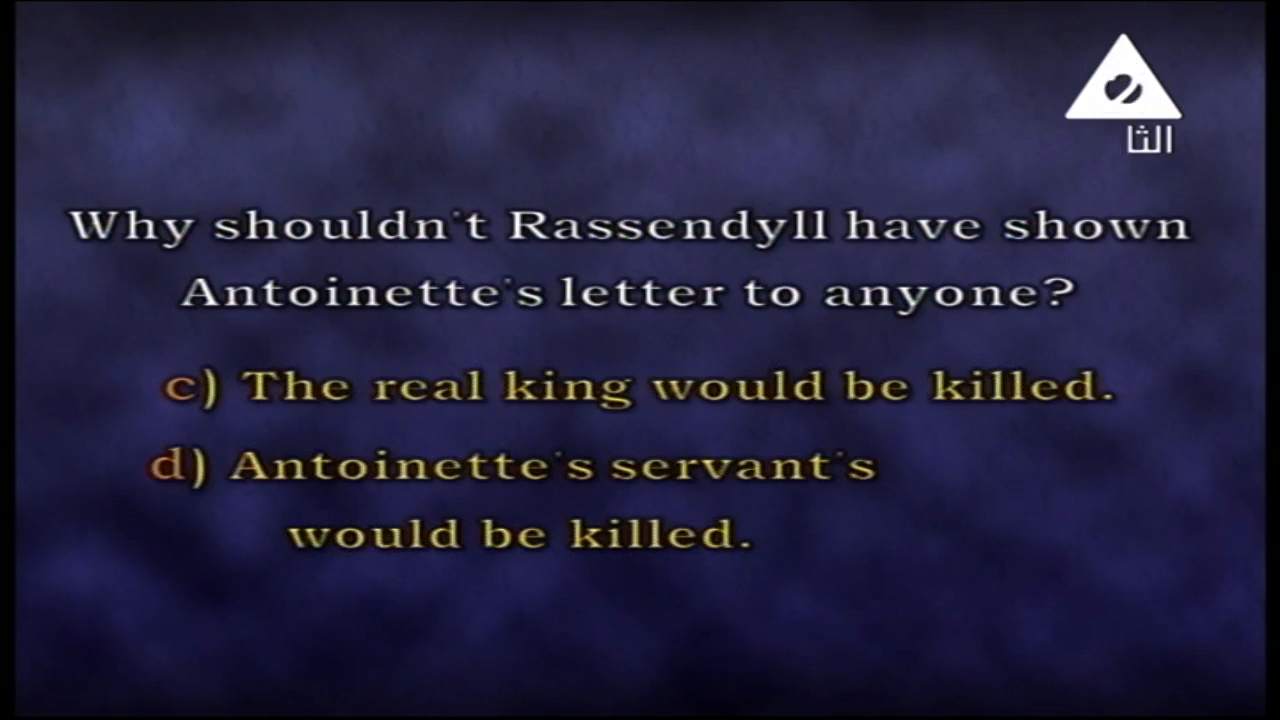 الثا
Why shouldn't Rassendyll have shown
Antoinette's letter to anyone?
c) The real king would be killed.
d) Antoinette's servant's
would be killed.